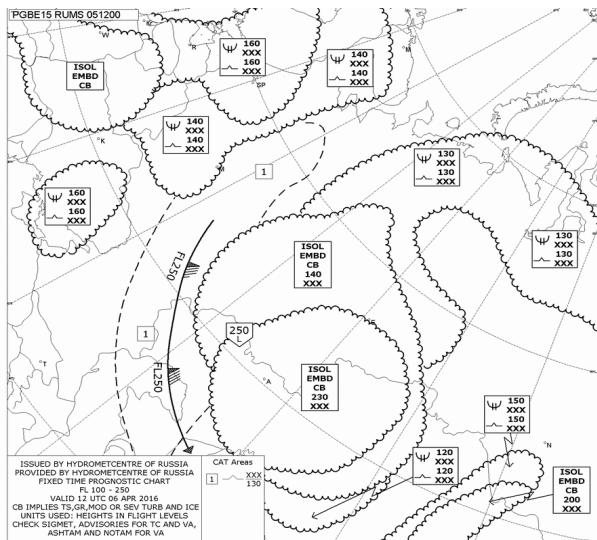 PGBE15 RUMS 051200
W
R
160
XXX
160
XXX
140
XXX
140
XXX
M
SP
ISOL
EMBD
CB
140
XXX
140
XXX
K
M
1
130
XXX
130
XXX
160
XXX
160
XXX
FL250
ISOL
EMBD
CB
140
XXX
130
XXX
130
XXX
1
250
L
FL250
T
A
ISOL
EMBD
CB
230
XXX
150
XXX
150
XXX
N
120
XXX
120
XXX
ISOL
EMBD
CB
200
XXX
ISSUED BY HYDROMETCENTRE OF RUSSIA
PROVIDED BY HYDROMETCENTRE OF RUSSIA
FIXED TIME PROGNOSTIC CHART
FL 100 - 250
VALID 12 UTC 06 APR 2016
CB IMPLIES TS,GR,MOD OR SEV TURB AND ICE
UNITS USED: HEIGHTS IN FLIGHT LEVELS
CHECK SIGMET, ADVISORIES FOR TC AND VA,
ASHTAM AND NOTAM FOR VA
CAT Areas
1 XXX
130